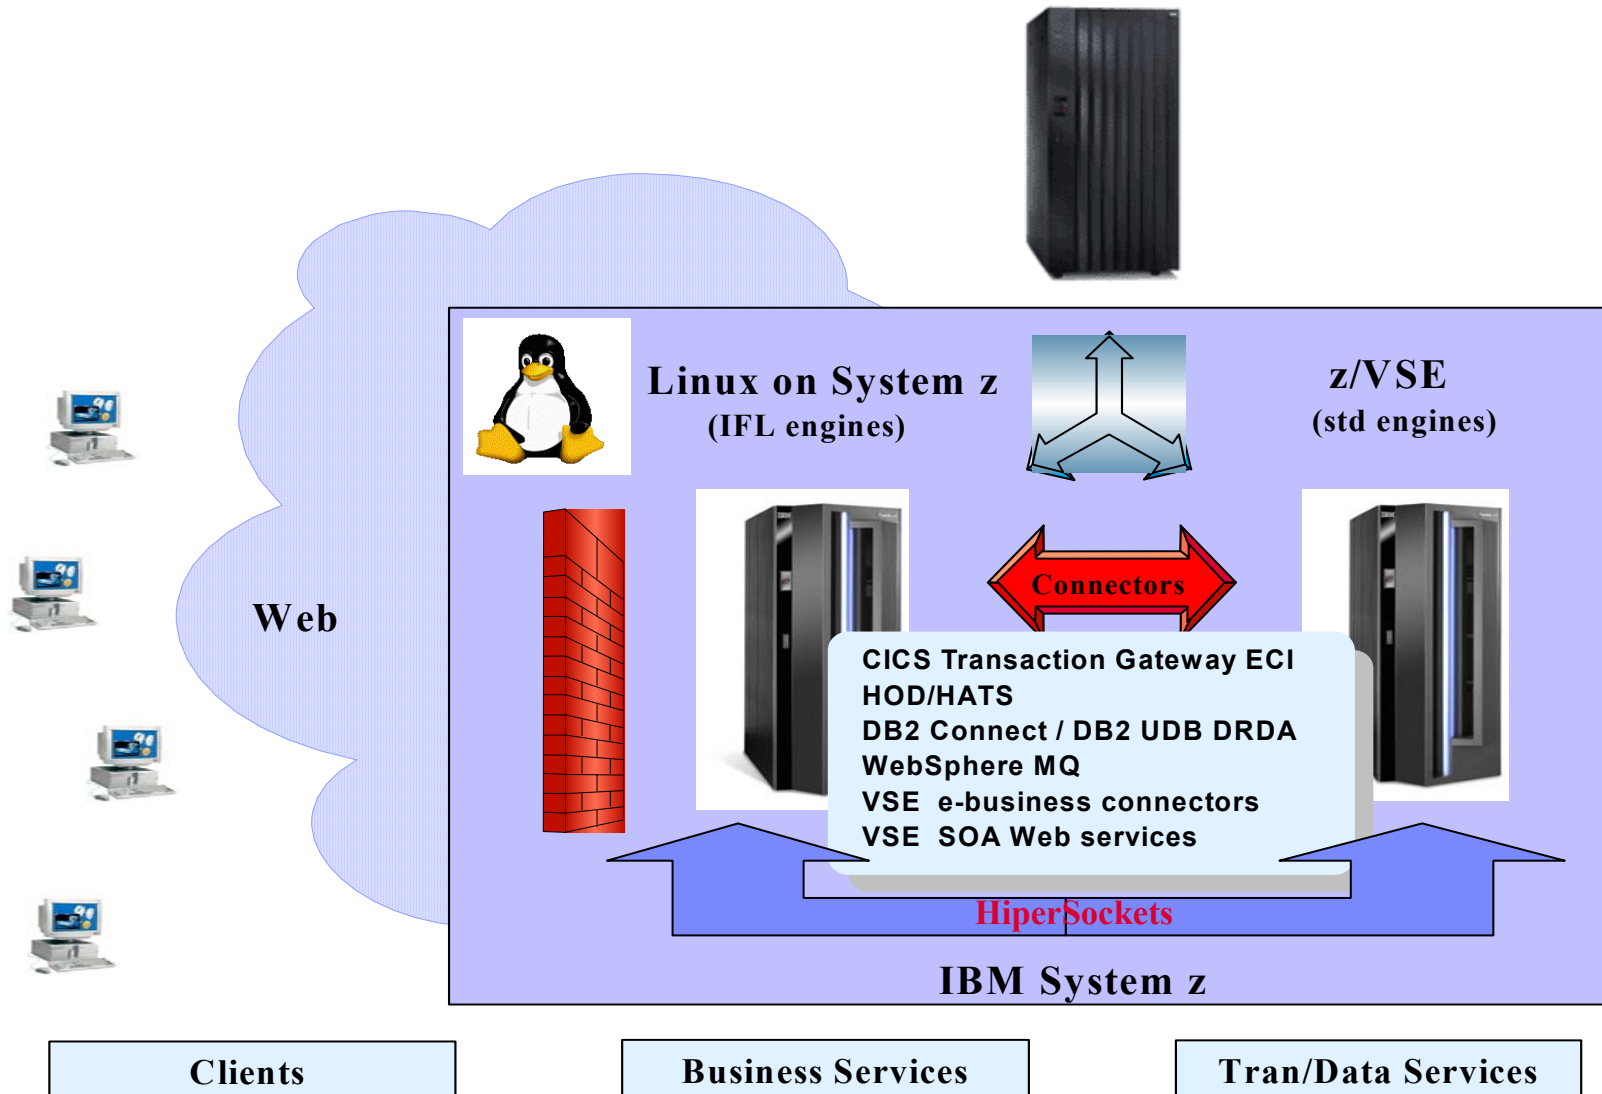 Linux on System z
(IFL engines)
z/VSE
(std engines)
Web
Connectors
CICS Transaction Gateway ECI
HOD/HATS
DB2 Connect / DB2 UDB DRDA
WebSphere MQ
VSE e-business connectors
VSE SOA Web services
HiperSockets
IBM System z
Clients
Business Services
Tran/Data Services